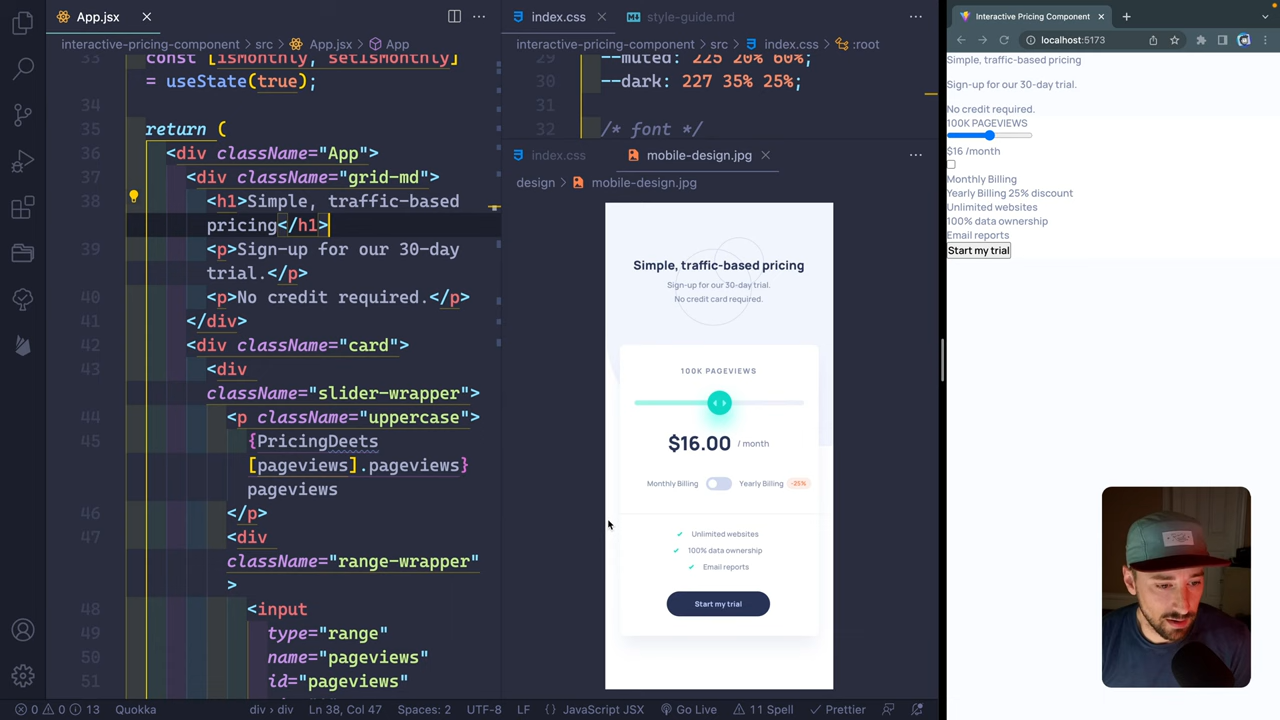 App.jsx
interactive-pricing-component > src > App.jsx > App
33 const [isMonthly, setIsMonthly]
= useState(true);
34
35 return (
36 <div className="App">
37 <div className="grid-md">
38 <h1>Simple, traffic-based
pricing</h1>
39 <p>Sign-up for our 30-day
trial.</p>
40 <p>No credit required.</p>
41 </div>
42 <div className="card">
43 <div
className="slider-wrapper">
44 <p className="uppercase">
45 {PricingDeets
[pageviews].pageviews}
pageviews
46 </p>
47 <div
className="range-wrapper"
>
48 <input
49 type="range"
50 name="pageviews"
51 id="pageviews"
index.css
style-guide.md
interactive-pricing-component > src > index.css > :root
29 --muted: 225 20% 60%;
30 --dark: 227 35% 25%;
31
32 /* font */
index.css
mobile-design.jpg
design > mobile-design.jpg
Simple, traffic-based pricing
Sign-up for our 30-day trial.
No credit card required.
100K PAGEVIEWS
$16.00 / month
Monthly Billing
Yearly Billing -25%
Unlimited websites
100% data ownership
Email reports
Start my trial
Interactive Pricing Component
localhost:5173
Simple, traffic-based pricing
Sign-up for our 30-day trial.
No credit required.
100K PAGEVIEWS
$16 /month
Monthly Billing
Yearly Billing 25% discount
Unlimited websites
100% data ownership
Email reports
Start my trial
0 0 13 Quokka div > div Ln 38, Col 47 Spaces: 2 UTF-8 LF {} JavaScript JSX Go Live 11 Spell Prettier